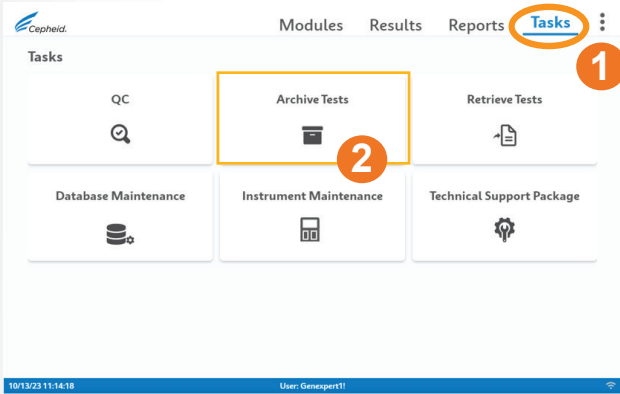 Cepheid.
Modules Results Reports Tasks
1
Tasks
QC Archive Tests Retrieve Tests
2
Database Maintenance Instrument Maintenance Technical Support Package
10/13/23 11:14:18 User: Genexpert1!